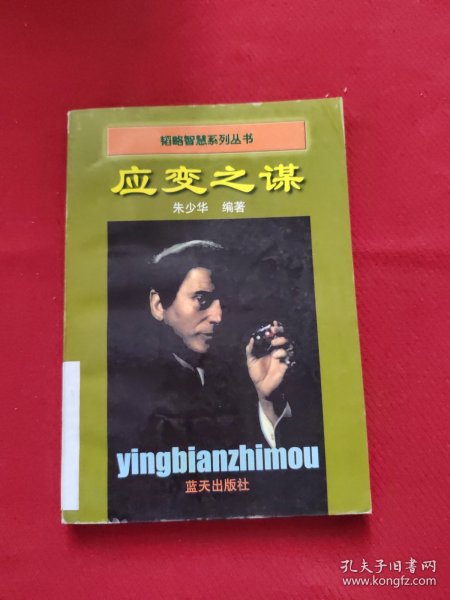 韬略智慧系列丛书
应变之谋
朱少华 编著
yingbianzhimou
蓝天出版社
孔夫子旧书网
www.kongfz.com